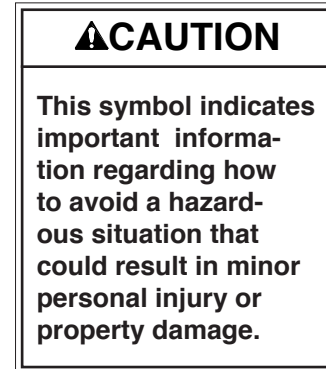 ⚠CAUTION
This symbol indicates
important informa-
tion regarding how
to avoid a hazard-
ous situation that
could result in minor
personal injury or
property damage.